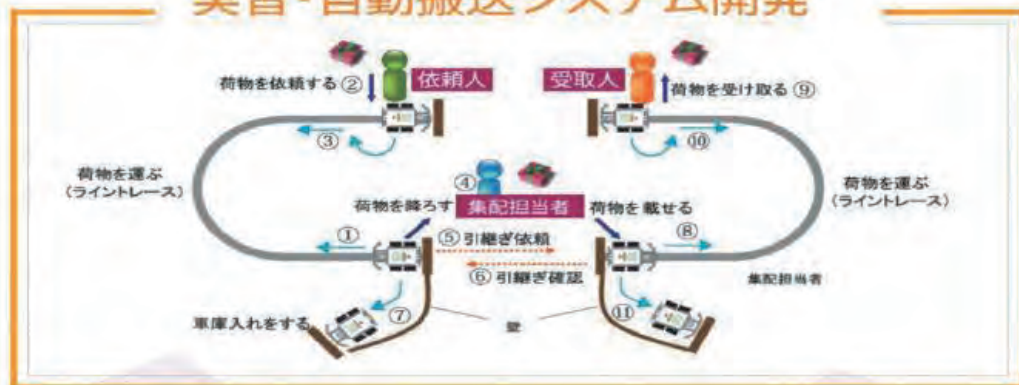 実習・自動搬送システム開発
荷物を依頼する②
依頼人
受取人
荷物を受け取る⑨
③
⑩
荷物を運ぶ
(ライントレース)
荷物を運ぶ
(ライントレース)
④
荷物を降ろす
集配担当者
荷物を載せる
①
⑤引継ぎ依頼
⑧
⑥引継ぎ確認
集配担当者
車庫入れをする
⑦
壁
⑪